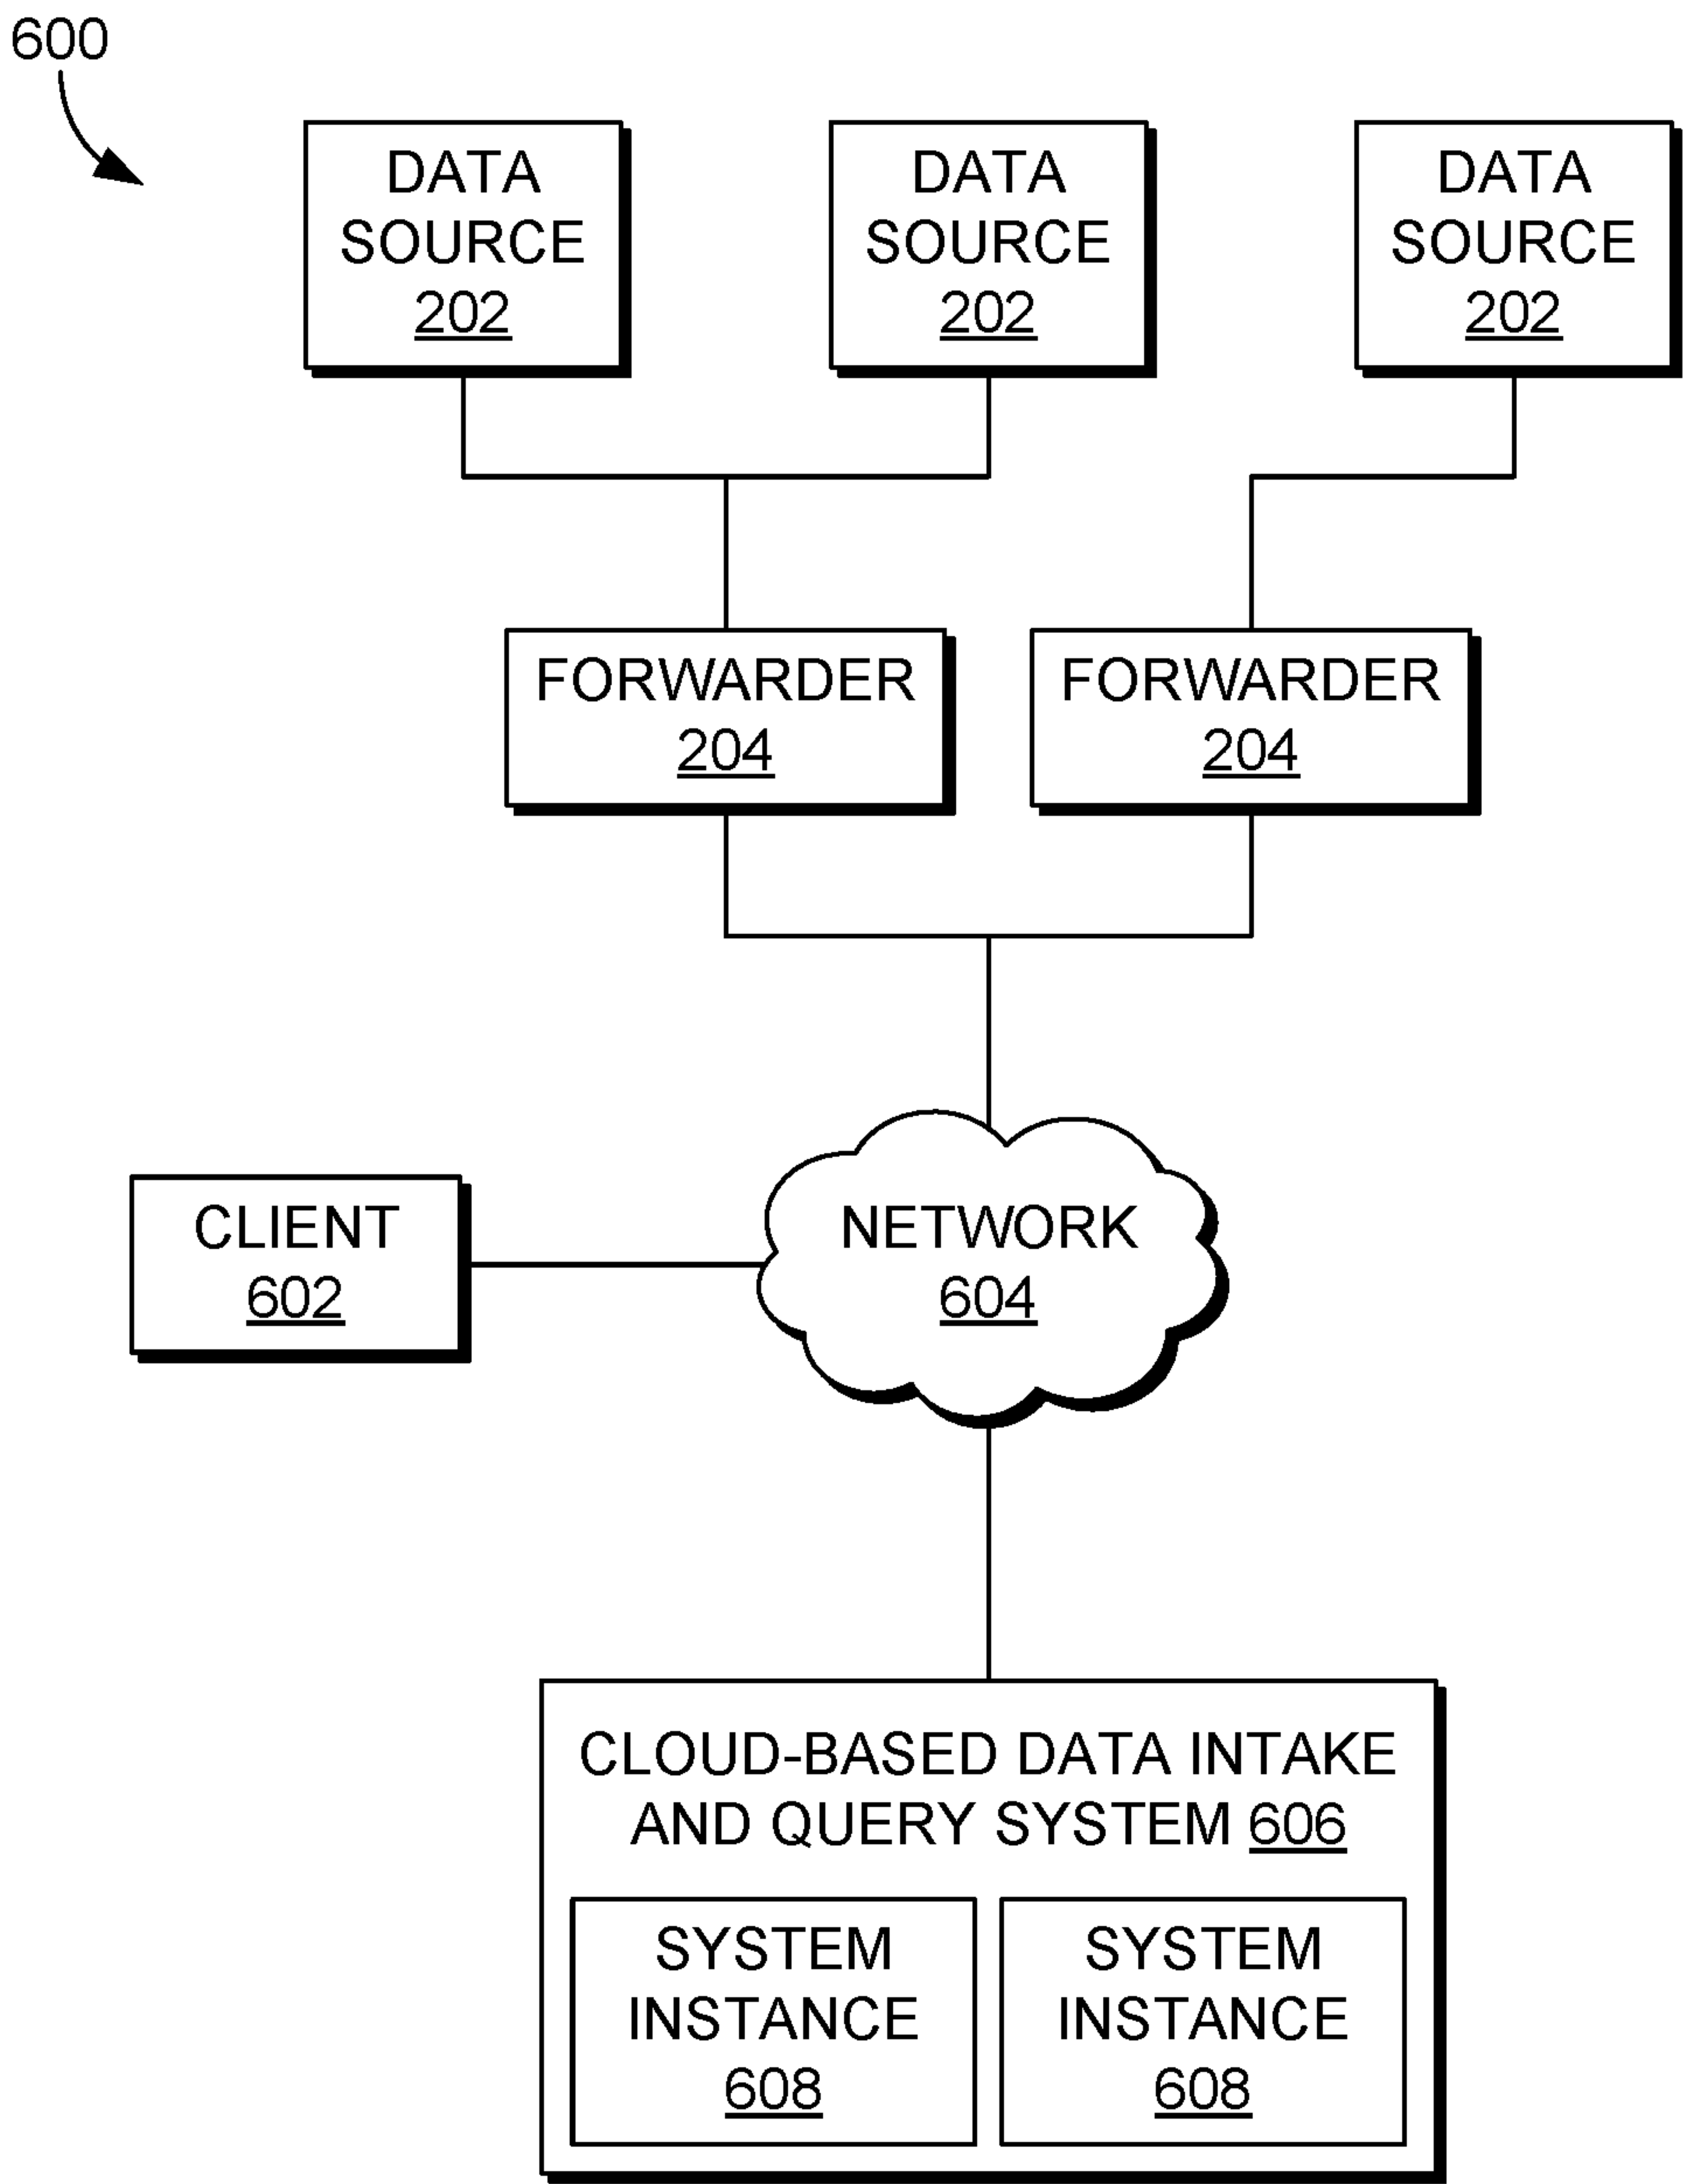 600
DATA
SOURCE
202
DATA
SOURCE
202
DATA
SOURCE
202
FORWARDER
204
FORWARDER
204
CLIENT
602
NETWORK
604
CLOUD-BASED DATA INTAKE
AND QUERY SYSTEM 606
SYSTEM
INSTANCE
608
SYSTEM
INSTANCE
608